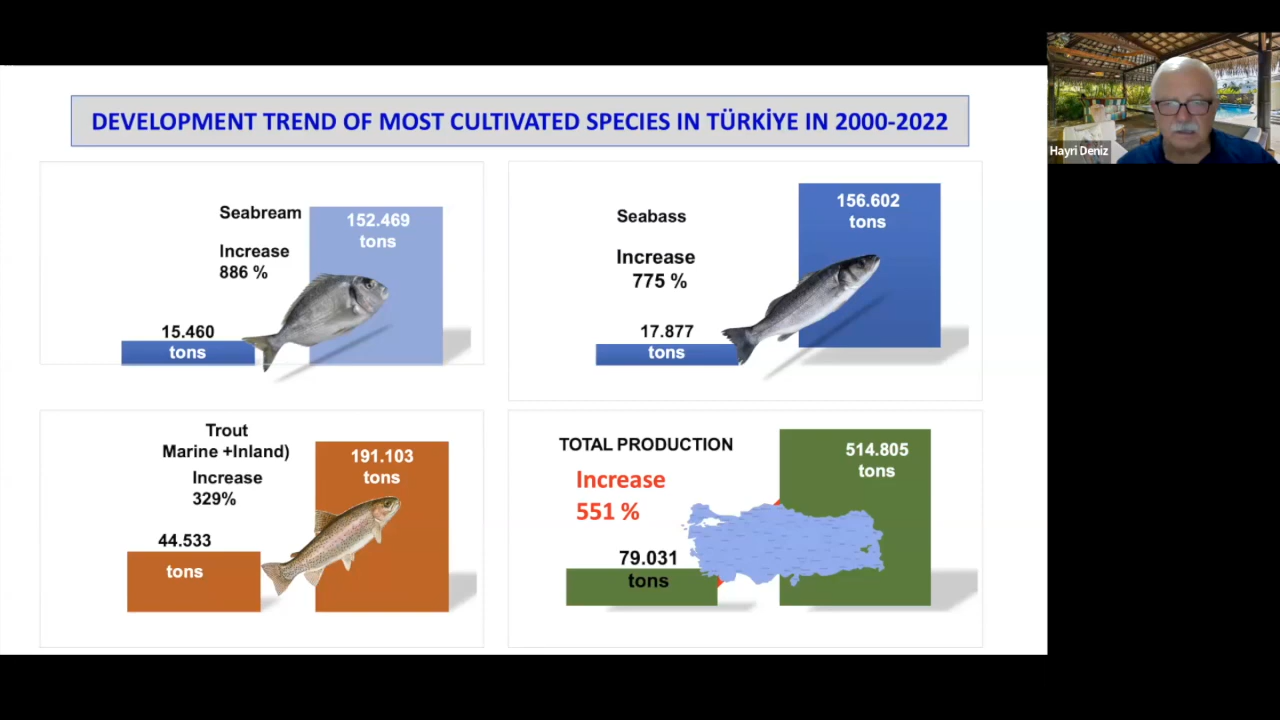 DEVELOPMENT TREND OF MOST CULTIVATED SPECIES IN TÜRKİYE IN 2000-2022
Hayri Deniz
Seabream
Increase
886 %
152.469
tons
15.460
tons
Seabass
Increase
775 %
156.602
tons
17.877
tons
Trout
Marine +Inland)
Increase
329%
191.103
tons
44.533
tons
TOTAL PRODUCTION
Increase
551 %
514.805
tons
79.031
tons